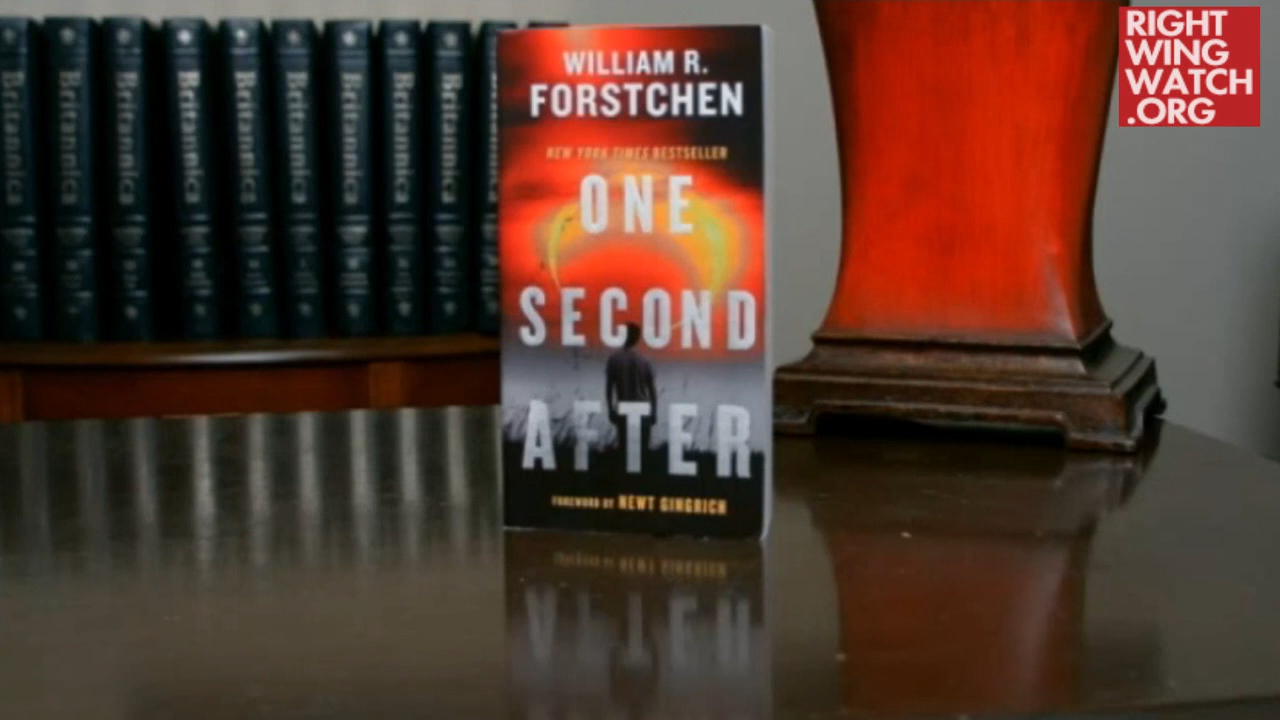 RIGHT
WING
WATCH
.ORG
Britannica
Britannica
Britannica
Britannica
Britannica
Britannica
Britannica
Britannica
Britannica
WILLIAM R.
FORSTCHEN
NEW YORK TIMES BESTSELLER
ONE
SECOND
AFTER
FOREWORD BY NEWT GINGRICH